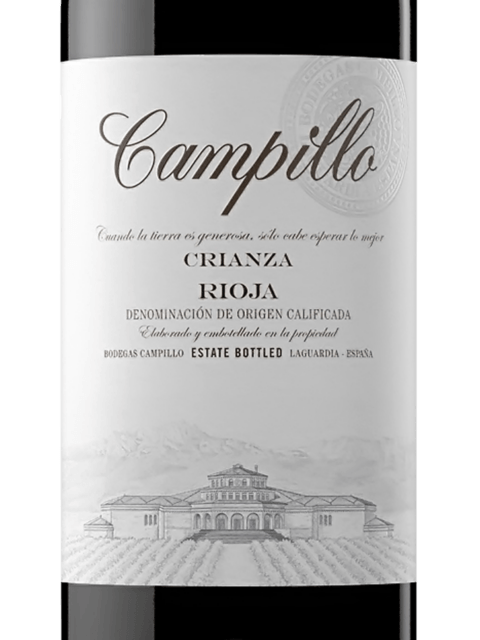 BODEGAS
Campillo
Cuando la tierra es generosa, sólo cabe esperar lo mejor
CRIANZA
RIOJA
DENOMINACIÓN DE ORIGEN CALIFICADA
Elaborado y embotellado en la propiedad
BODEGAS CAMPILLO ESTATE BOTTLED LAGUARDIA - ESPAÑA